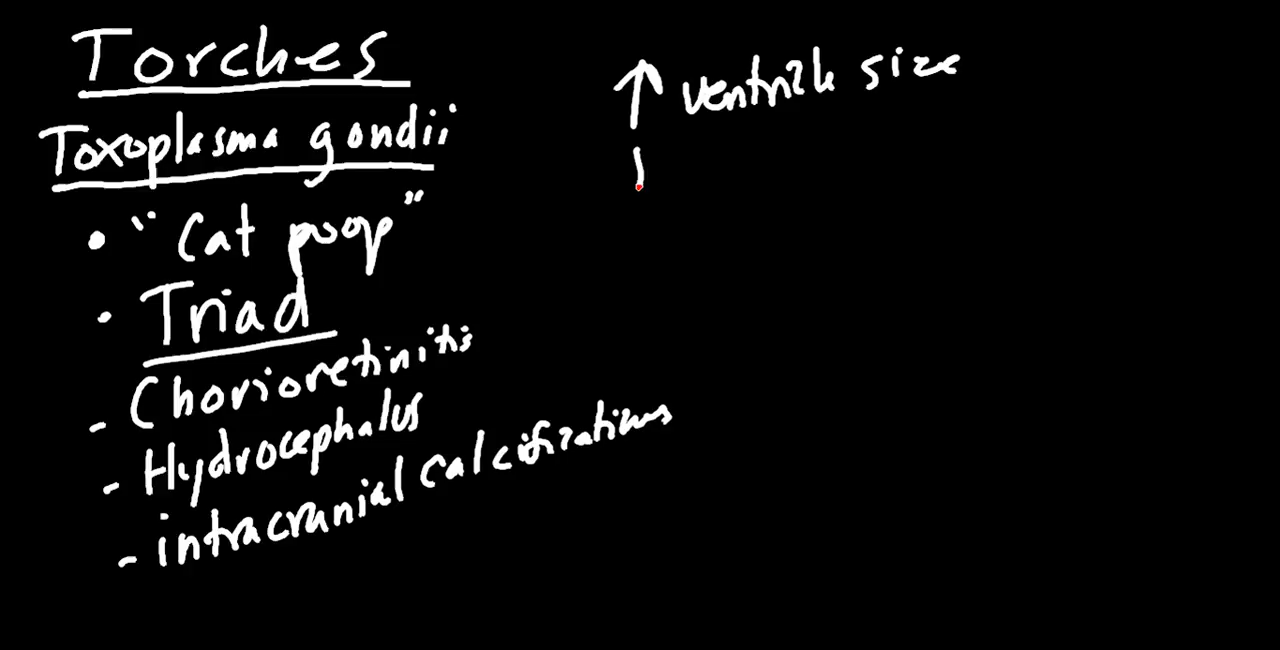 Torches
Toxoplasma gondii
• "Cat poop"
• Triad
- Chorioretinitis
- Hydrocephalus
- intracranial calcifications
↑ ventricle size